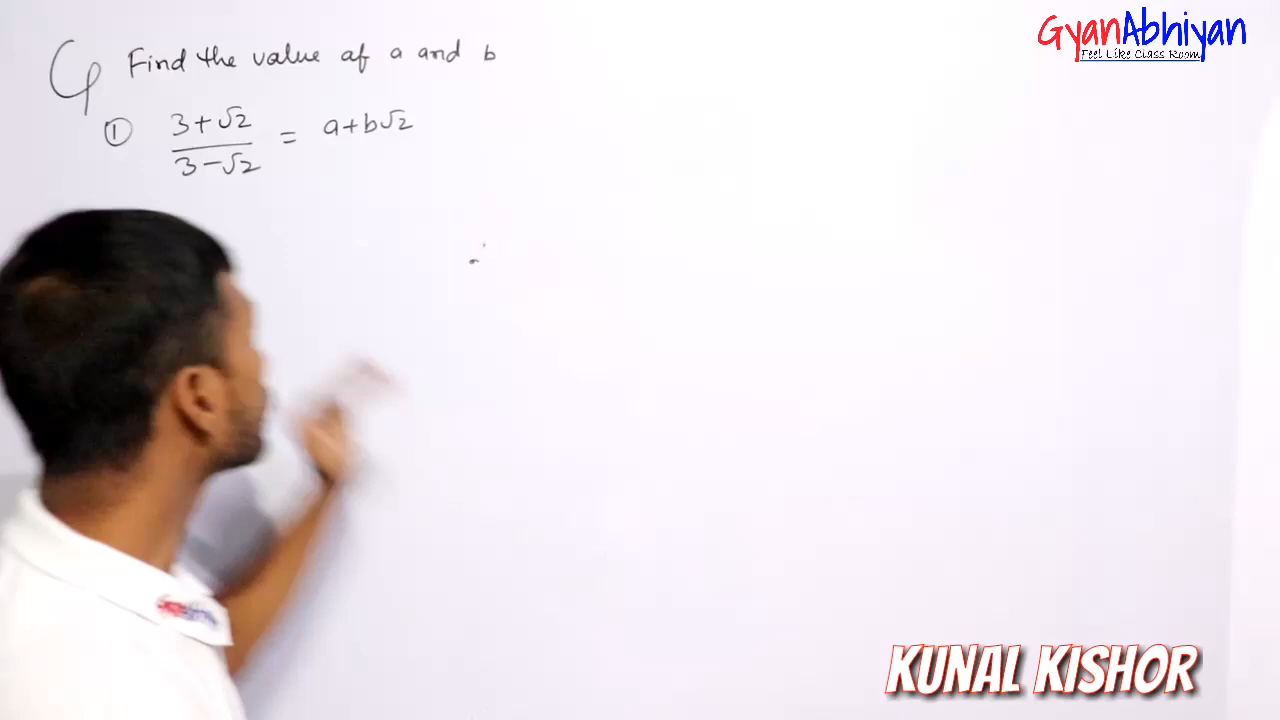 GyanAbhiyan
Feel Like Class Room
Q Find the value af a and b
① 3+√2 / 3-√2 = a+b√2
KUNAL KISHOR